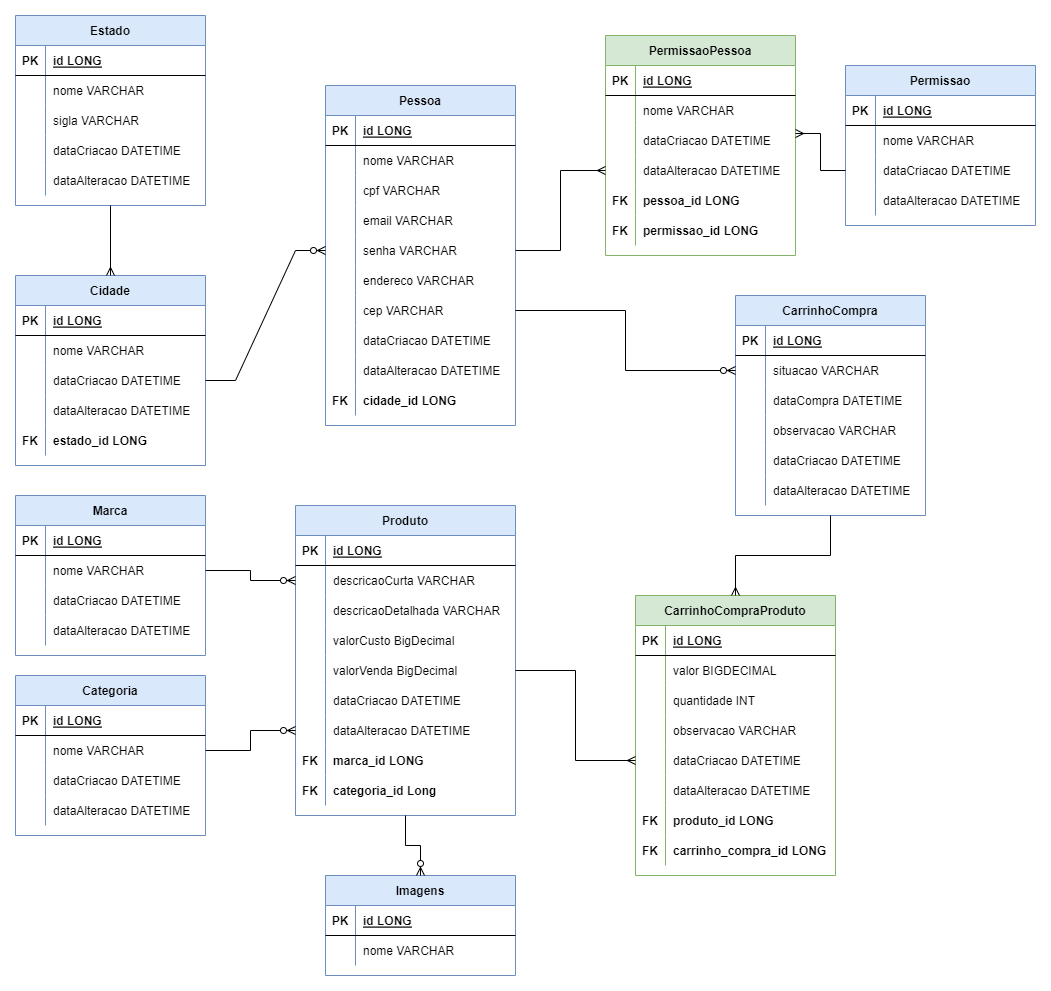 Estado
PK id LONG
nome VARCHAR
sigla VARCHAR
dataCriacao DATETIME
dataAlteracao DATETIME
Cidade
PK id LONG
nome VARCHAR
dataCriacao DATETIME
dataAlteracao DATETIME
FK estado_id LONG
Pessoa
PK id LONG
nome VARCHAR
cpf VARCHAR
email VARCHAR
senha VARCHAR
endereco VARCHAR
cep VARCHAR
dataCriacao DATETIME
dataAlteracao DATETIME
FK cidade_id LONG
PermissaoPessoa
PK id LONG
nome VARCHAR
dataCriacao DATETIME
dataAlteracao DATETIME
FK pessoa_id LONG
FK permissao_id LONG
Permissao
PK id LONG
nome VARCHAR
dataCriacao DATETIME
dataAlteracao DATETIME
CarrinhoCompra
PK id LONG
situacao VARCHAR
dataCompra DATETIME
observacao VARCHAR
dataCriacao DATETIME
dataAlteracao DATETIME
Marca
PK id LONG
nome VARCHAR
dataCriacao DATETIME
dataAlteracao DATETIME
Categoria
PK id LONG
nome VARCHAR
dataCriacao DATETIME
dataAlteracao DATETIME
Produto
PK id LONG
descricaoCurta VARCHAR
descricaoDetalhada VARCHAR
valorCusto BigDecimal
valorVenda BigDecimal
dataCriacao DATETIME
dataAlteracao DATETIME
FK marca_id LONG
FK categoria_id Long
CarrinhoCompraProduto
PK id LONG
valor BIGDECIMAL
quantidade INT
observacao VARCHAR
dataCriacao DATETIME
dataAlteracao DATETIME
FK produto_id LONG
FK carrinho_compra_id LONG
Imagens
PK id LONG
nome VARCHAR